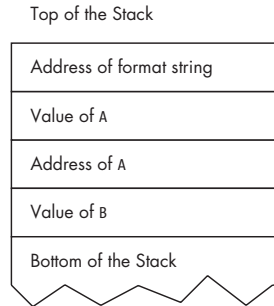 Top of the Stack
Address of format string
Value of A
Address of A
Value of B
Bottom of the Stack